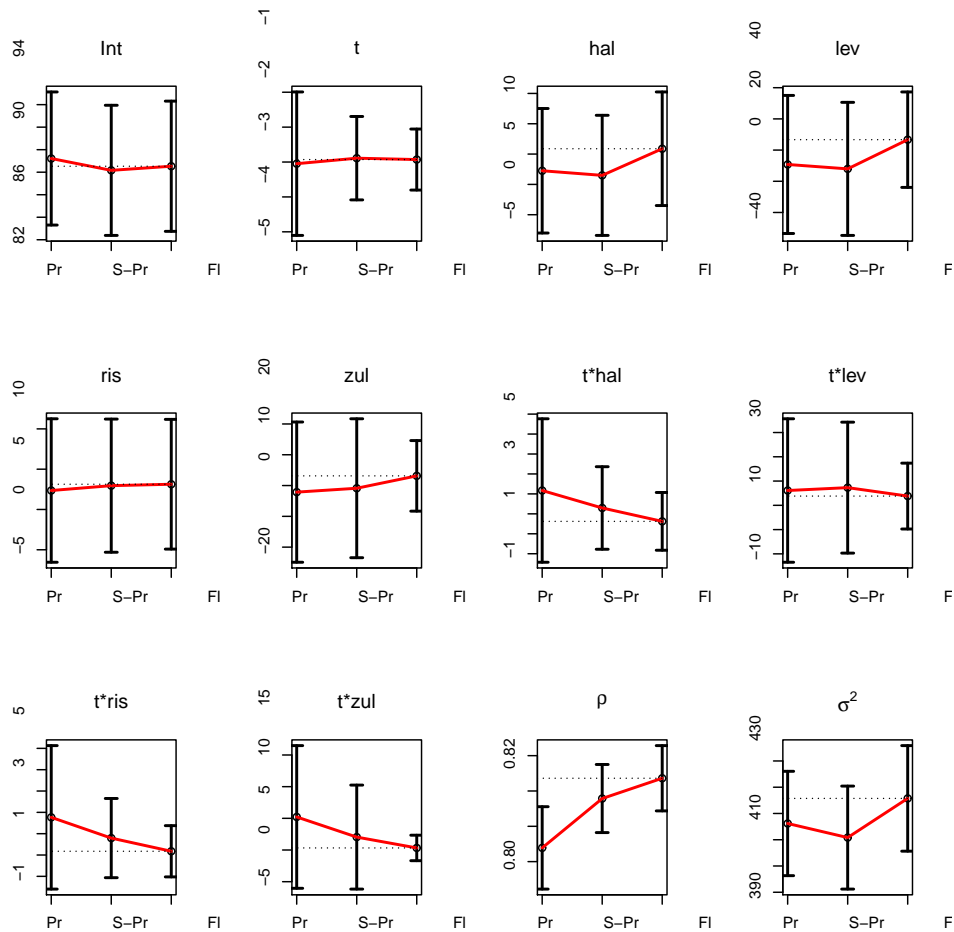 Int
t
hal
lev
94
90
86
82
-1
-2
-3
-4
-5
10
5
0
-5
40
20
0
-40
Pr S-Pr Fl
Pr S-Pr Fl
Pr S-Pr Fl
Pr S-Pr F
ris
zul
t*hal
t*lev
10
5
0
-5
20
10
0
-20
5
1
-1
30
10
-10
Pr S-Pr Fl
Pr S-Pr Fl
Pr S-Pr Fl
Pr S-Pr F
t*ris
t*zul
ρ
σ²
5
3
1
-1
15
10
5
0
-5
0.82
0.80
430
410
390
Pr S-Pr Fl
Pr S-Pr Fl
Pr S-Pr Fl
Pr S-Pr F